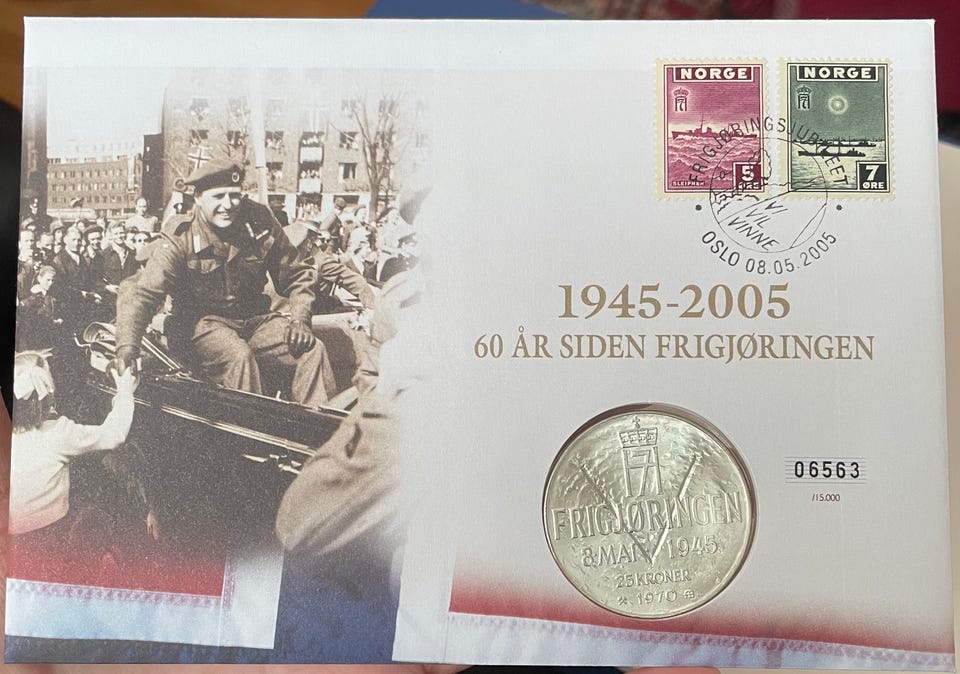 NORGE
5
ØRE
SLEIPNER
NORGE
7
ØRE
FRIGJØRINGSJUBILEET
VI
VIL
VINNE
OSLO 08.05.2005
1945-2005
60 ÅR SIDEN FRIGJØRINGEN
FRIGJØRINGEN
8.MAI 1945
25 KRONER
1970
06563
/15.000